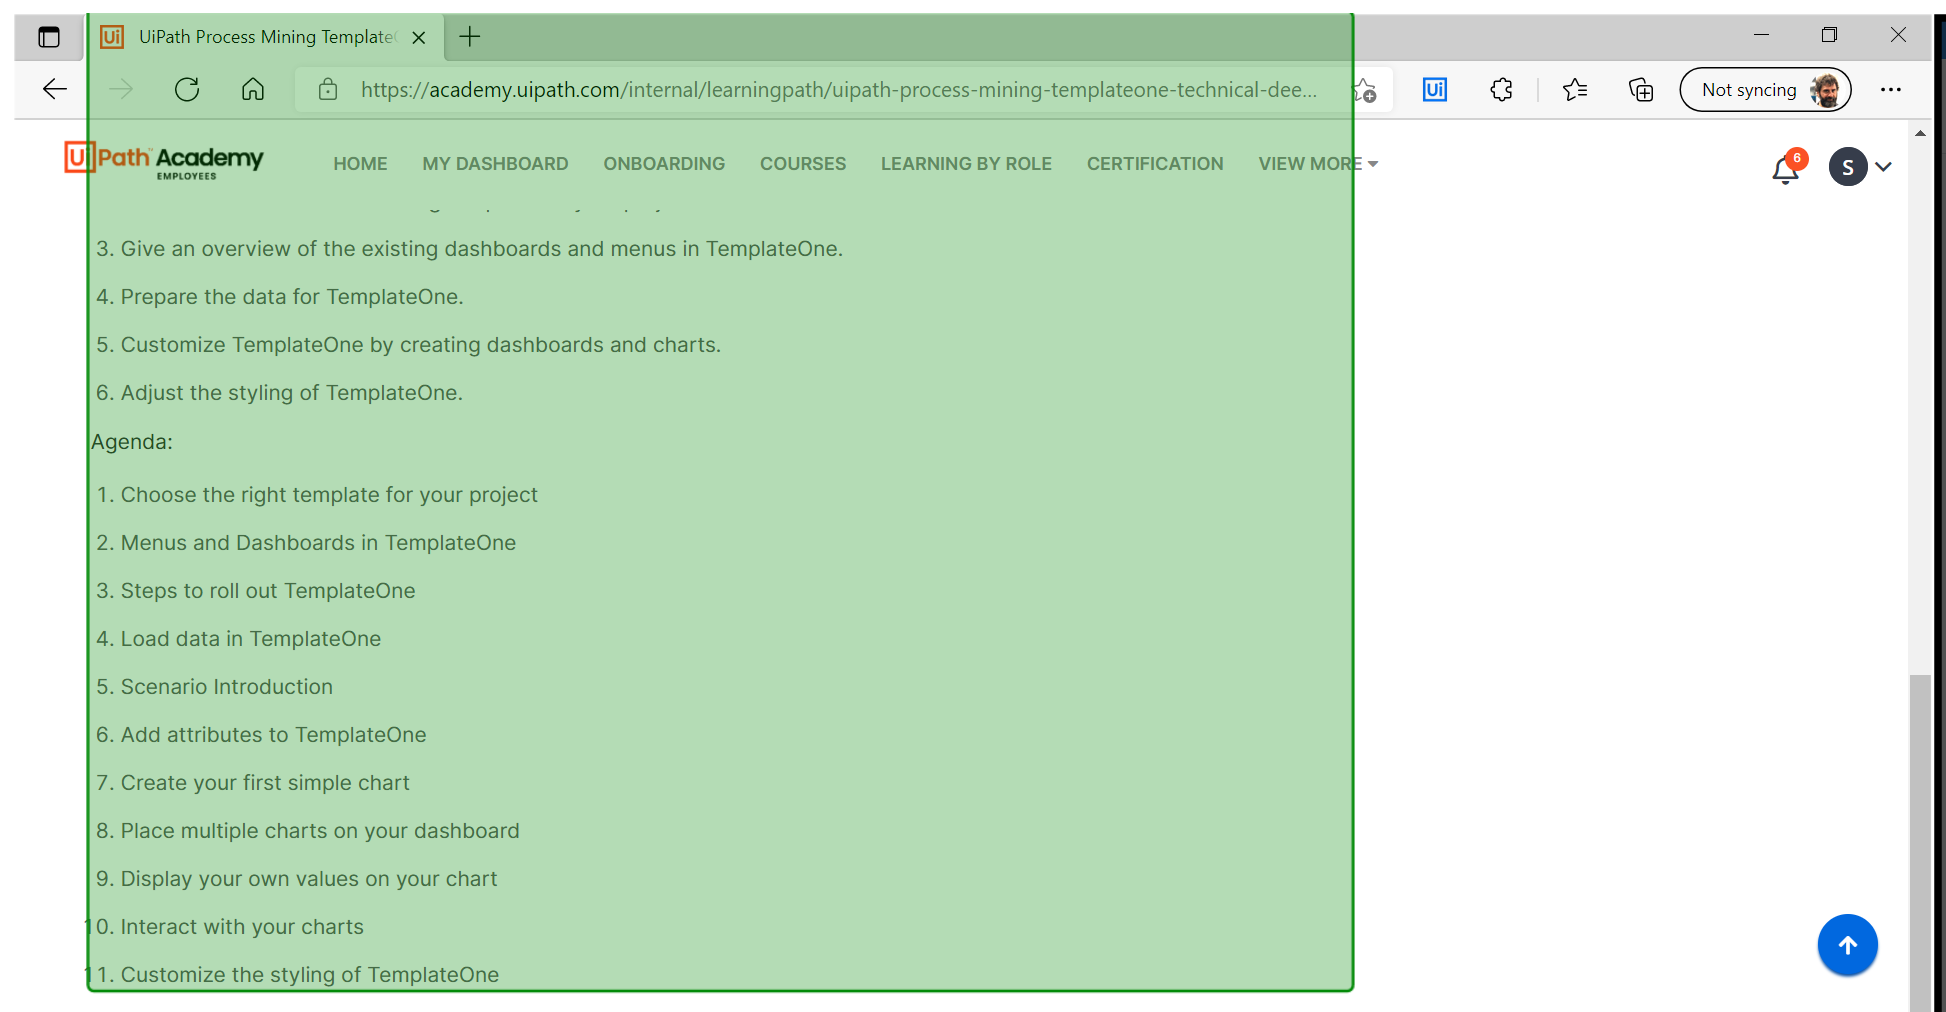 UiPath Process Mining Template
https://academy.uipath.com/internal/learningpath/uipath-process-mining-templateone-technical-dee...
Ui
Not syncing
UiPath Academy
EMPLOYEES
HOME
MY DASHBOARD
ONBOARDING
COURSES
LEARNING BY ROLE
CERTIFICATION
VIEW MORE
6
S
3. Give an overview of the existing dashboards and menus in TemplateOne.
4. Prepare the data for TemplateOne.
5. Customize TemplateOne by creating dashboards and charts.
6. Adjust the styling of TemplateOne.
Agenda:
1. Choose the right template for your project
2. Menus and Dashboards in TemplateOne
3. Steps to roll out TemplateOne
4. Load data in TemplateOne
5. Scenario Introduction
6. Add attributes to TemplateOne
7. Create your first simple chart
8. Place multiple charts on your dashboard
9. Display your own values on your chart
10. Interact with your charts
11. Customize the styling of TemplateOne